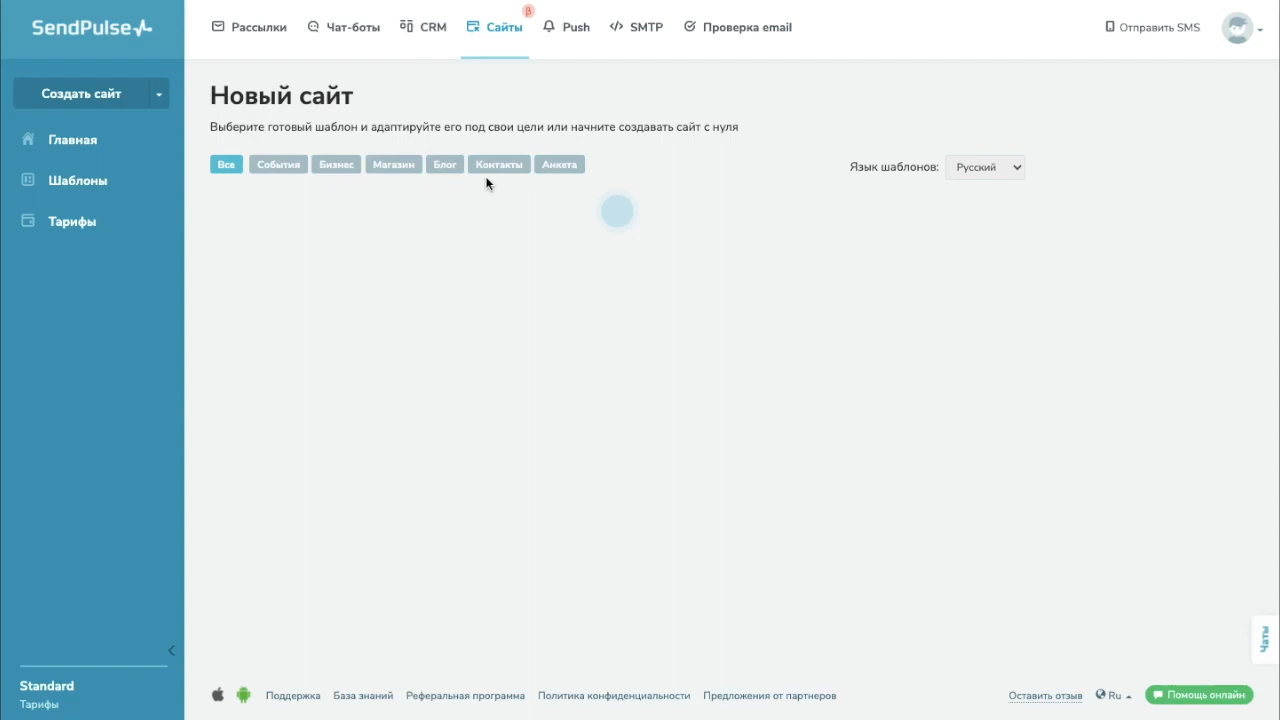 SendPulse
Рассылки
Чат-боты
CRM
Сайты
β
Push
SMTP
Проверка email
Отправить SMS
Создать сайт
Главная
Шаблоны
Тарифы
Новый сайт
Выберите готовый шаблон и адаптируйте его под свои цели или начните создавать сайт с нуля
Все
События
Бизнес
Магазин
Блог
Контакты
Анкета
Язык шаблонов:
Русский
Чаты
Standard
Тарифы
Поддержка
База знаний
Реферальная программа
Политика конфиденциальности
Предложения от партнеров
Оставить отзыв
Ru
Помощь онлайн